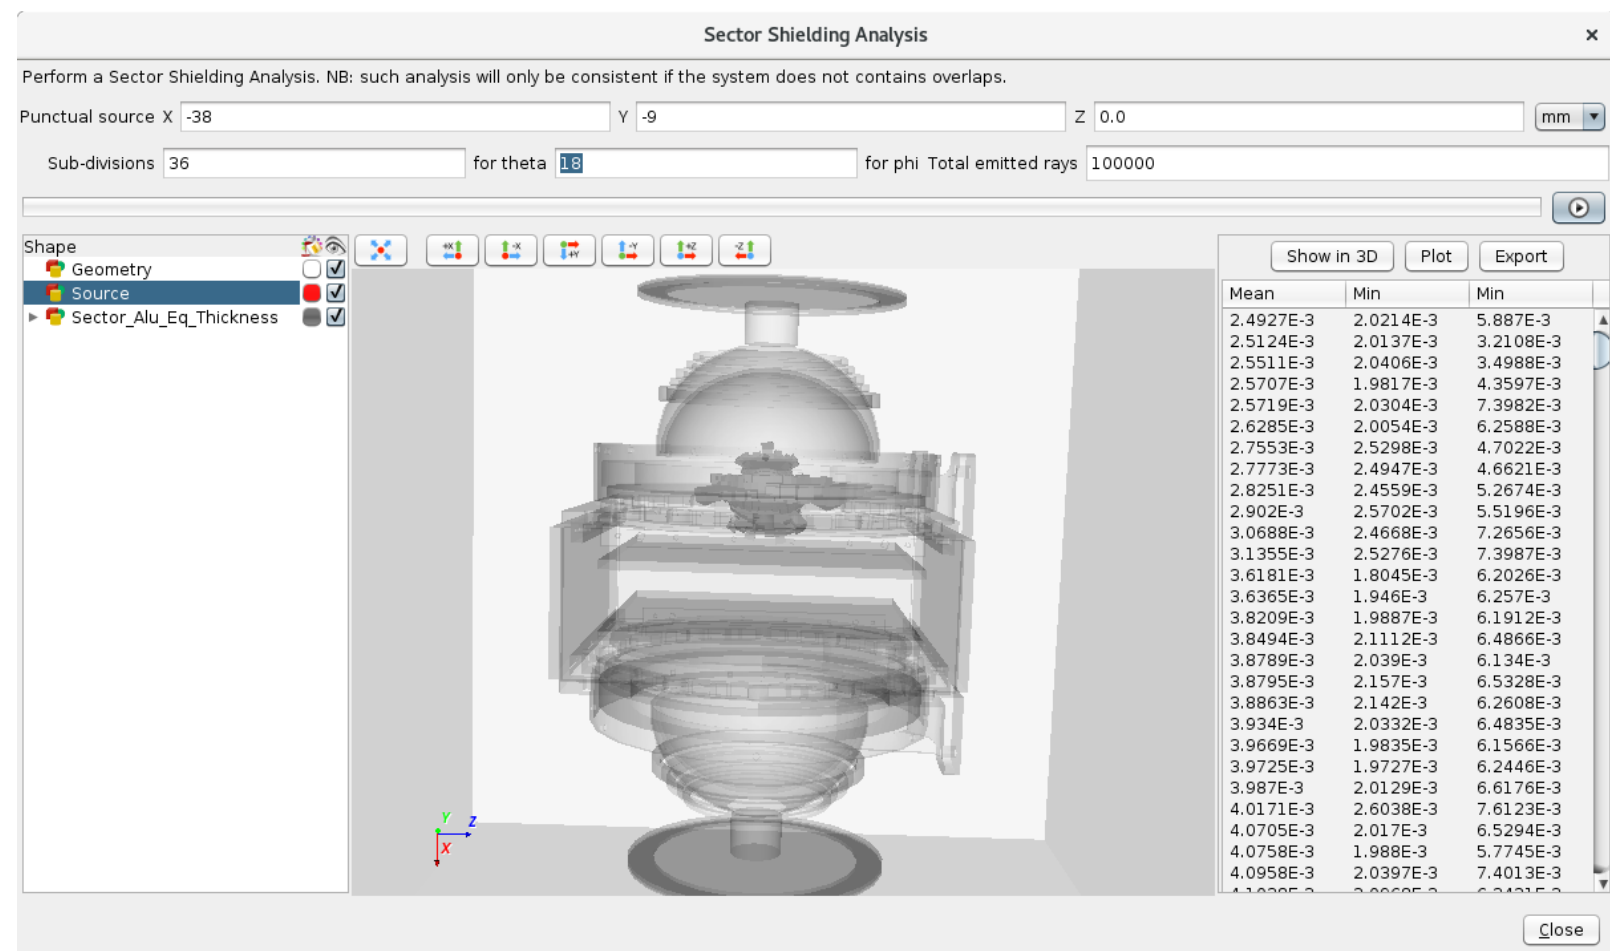 Sector Shielding Analysis
Perform a Sector Shielding Analysis. NB: such analysis will only be consistent if the system does not contains overlaps.
Punctual source X -38 Y -9 Z 0.0 mm
Sub-divisions 36 for theta 18 for phi Total emitted rays 100000
Shape
Geometry
Source
Sector_Alu_Eq_Thickness
+X -X +Y -Y +Z -Z
Y Z
X
Show in 3D Plot Export
Mean Min Min
2.4927E-3 2.0214E-3 5.887E-3
2.5124E-3 2.0137E-3 3.2108E-3
2.5511E-3 2.0406E-3 3.4988E-3
2.5707E-3 1.9817E-3 4.3597E-3
2.5719E-3 2.0304E-3 7.3982E-3
2.6285E-3 2.0054E-3 6.2588E-3
2.7553E-3 2.5298E-3 4.7022E-3
2.7773E-3 2.4947E-3 4.6621E-3
2.8251E-3 2.4559E-3 5.2674E-3
2.902E-3 2.5702E-3 5.5196E-3
3.0688E-3 2.4668E-3 7.2656E-3
3.1355E-3 2.5276E-3 7.3987E-3
3.6181E-3 1.8045E-3 6.2026E-3
3.6365E-3 1.946E-3 6.257E-3
3.8209E-3 1.9887E-3 6.1912E-3
3.8494E-3 2.1112E-3 6.4866E-3
3.8789E-3 2.039E-3 6.134E-3
3.8795E-3 2.157E-3 6.5328E-3
3.8863E-3 2.142E-3 6.2608E-3
3.934E-3 2.0332E-3 6.4835E-3
3.9669E-3 1.9835E-3 6.1566E-3
3.9725E-3 1.9727E-3 6.2446E-3
3.987E-3 2.0129E-3 6.6176E-3
4.0171E-3 2.6038E-3 7.6123E-3
4.0705E-3 2.017E-3 6.5294E-3
4.0758E-3 1.988E-3 5.7745E-3
4.0958E-3 2.0397E-3 7.4013E-3
Close